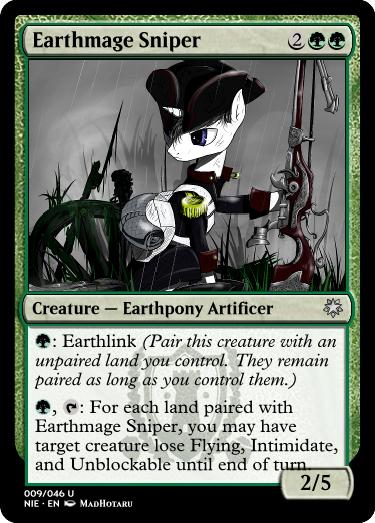 Earthmage Sniper 2
Creature — Earthpony Artificer
: Earthlink (Pair this creature with an
unpaired land you control. They remain
paired as long as you control them.)
, : For each land paired with
Earthmage Sniper, you may have
target creature lose Flying, Intimidate,
and Unblockable until end of turn.
2/5
009/046 U
NIE • EN MadHotaru